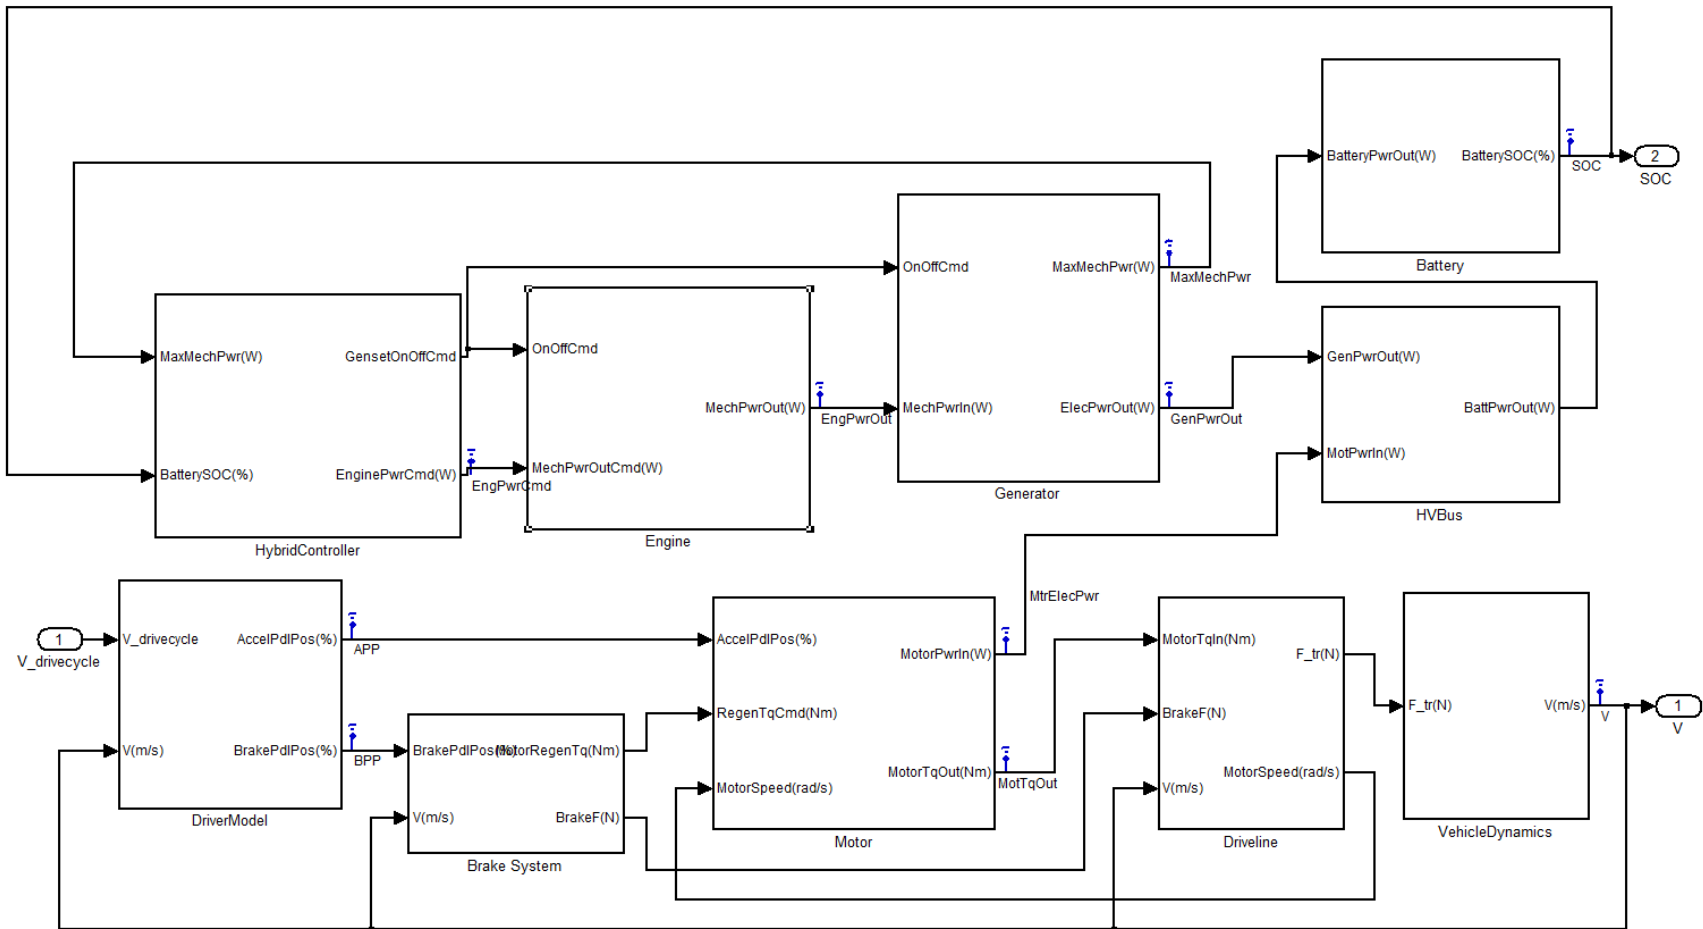 BatteryPwrOut(W)
BatterySOC(%)
SOC
2
SOC
Battery
OnOffCmd
MaxMechPwr(W)
MaxMechPwr
MechPwrIn(W)
ElecPwrOut(W)
GenPwrOut
Generator
MaxMechPwr(W)
GensetOnOffCmd
BatterySOC(%)
EnginePwrCmd(W)
EngPwrCmd
HybridController
OnOffCmd
MechPwrOut(W)
EngPwrOut
MechPwrOutCmd(W)
Engine
GenPwrOut(W)
BattPwrOut(W)
MotPwrIn(W)
HVBus
1
V_drivecycle
V_drivecycle
AccelPdlPos(%)
APP
V(m/s)
BrakePdlPos(%)
BPP
DriverModel
BrakePdlPos(%)
MotorRegenTq(Nm)
V(m/s)
BrakeF(N)
Brake System
AccelPdlPos(%)
MotorPwrIn(W)
MtrElecPwr
RegenTqCmd(Nm)
MotorSpeed(rad/s)
MotorTqOut(Nm)
MotTqOut
Motor
MotorTqIn(Nm)
F_tr(N)
BrakeF(N)
MotorSpeed(rad/s)
V(m/s)
Driveline
F_tr(N)
V(m/s)
V
1
V
VehicleDynamics